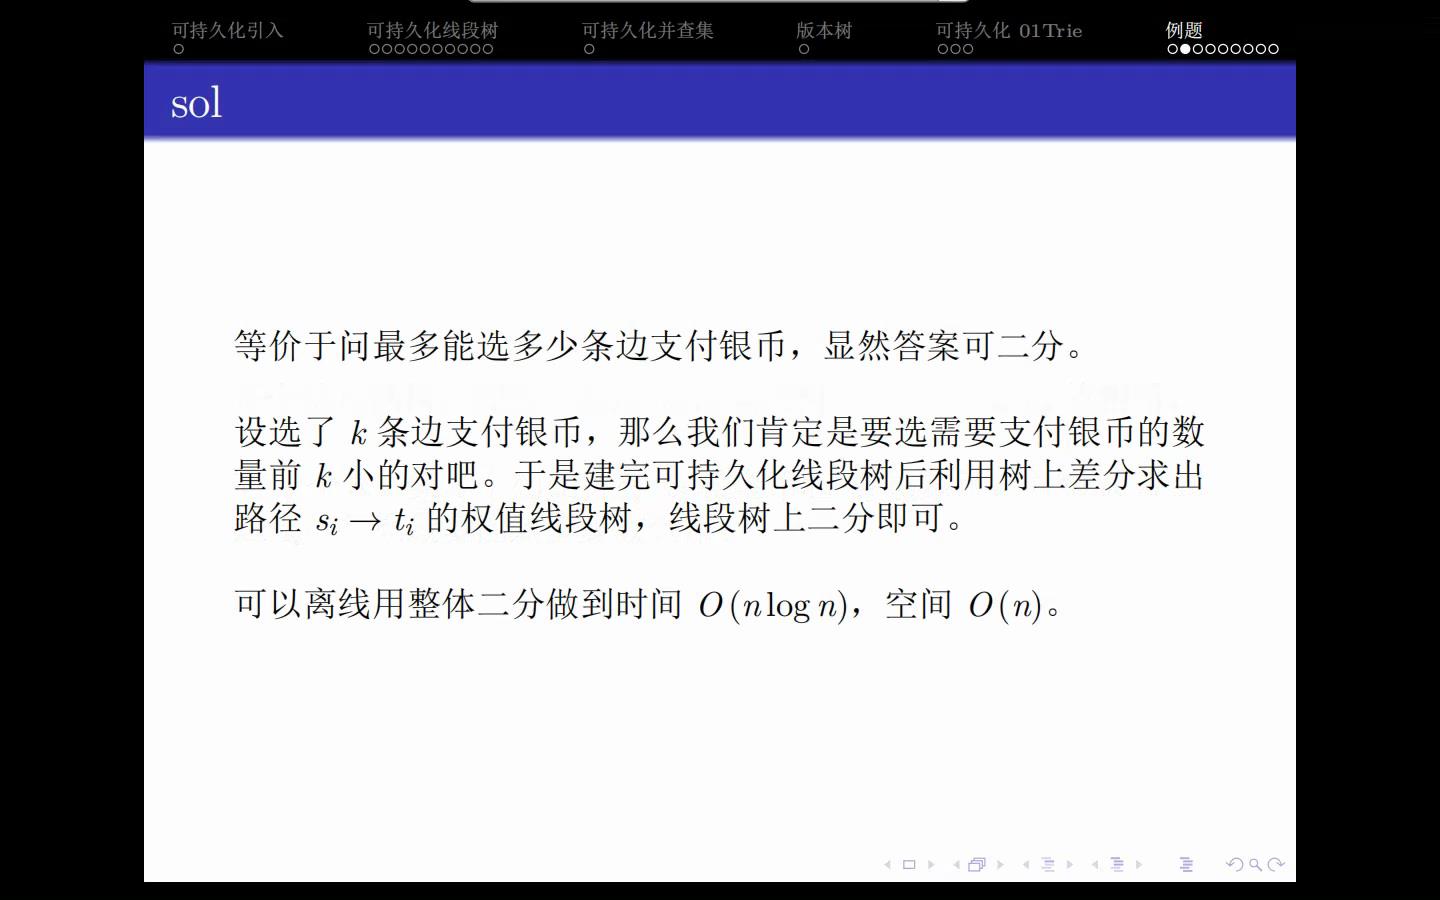 可持久化引入 可持久化线段树 可持久化并查集 版本树 可持久化 01Trie 例题
sol
等价于问最多能选多少条边支付银币，显然答案可二分。
设选了 k 条边支付银币，那么我们肯定是要选需要支付银币的数
量前 k 小的对吧。于是建完可持久化线段树后利用树上差分求出
路径 s_i → t_i 的权值线段树，线段树上二分即可。
可以离线用整体二分做到时间 O(n log n)，空间 O(n)。